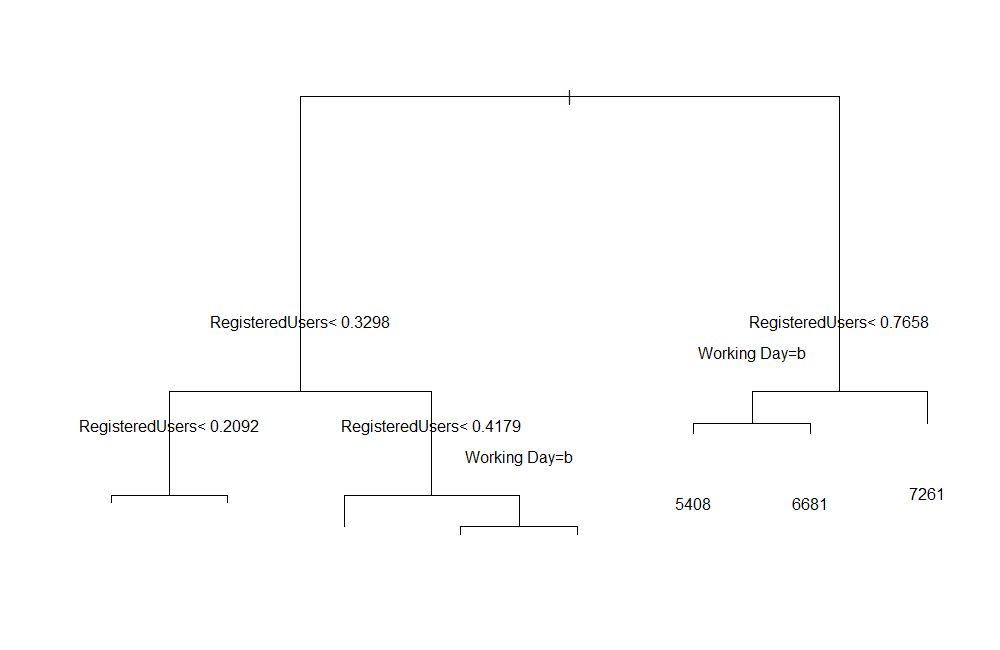 RegisteredUsers< 0.3298
RegisteredUsers< 0.7658
Working Day=b
RegisteredUsers< 0.2092
RegisteredUsers< 0.4179
Working Day=b
5408
6681
7261